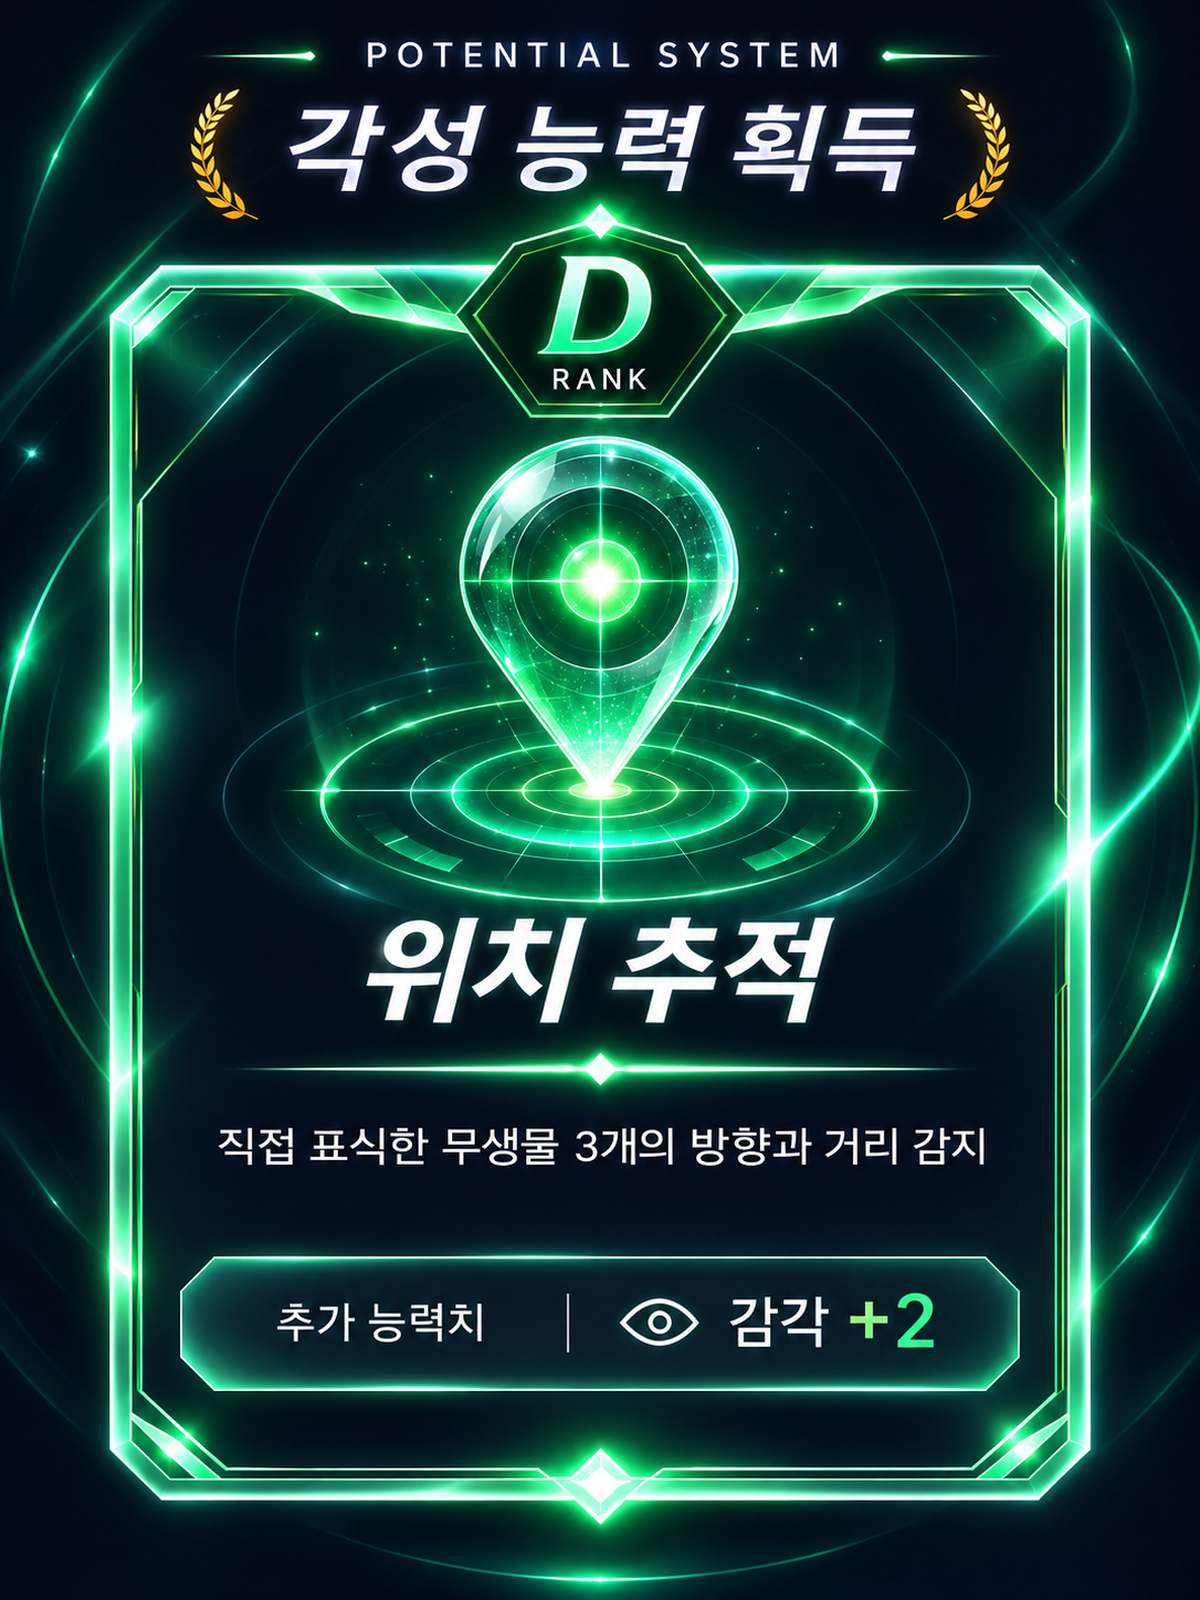 POTENTIAL SYSTEM
각성 능력 획득
D
RANK
위치 추적
직접 표식한 무생물 3개의 방향과 거리 감지
추가 능력치 감각 +2